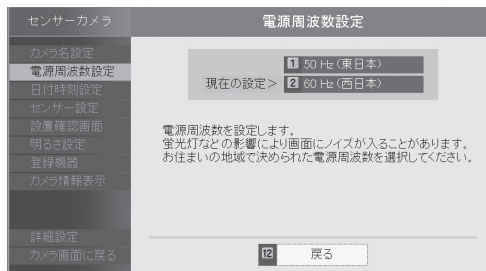 センサーカメラ
電源周波数設定
カメラ名設定
電源周波数設定
日付時刻設定
センサー設定
設置確認画面
明るさ設定
登録機器
カメラ情報表示
詳細設定
カメラ画面に戻る
1 50 Hz(東日本)
現在の設定> 2 60 Hz(西日本)
電源周波数を設定します。
蛍光灯などの影響により画面にノイズが入ることがあります。
お住まいの地域で決められた電源周波数を選択してください。
12 戻る